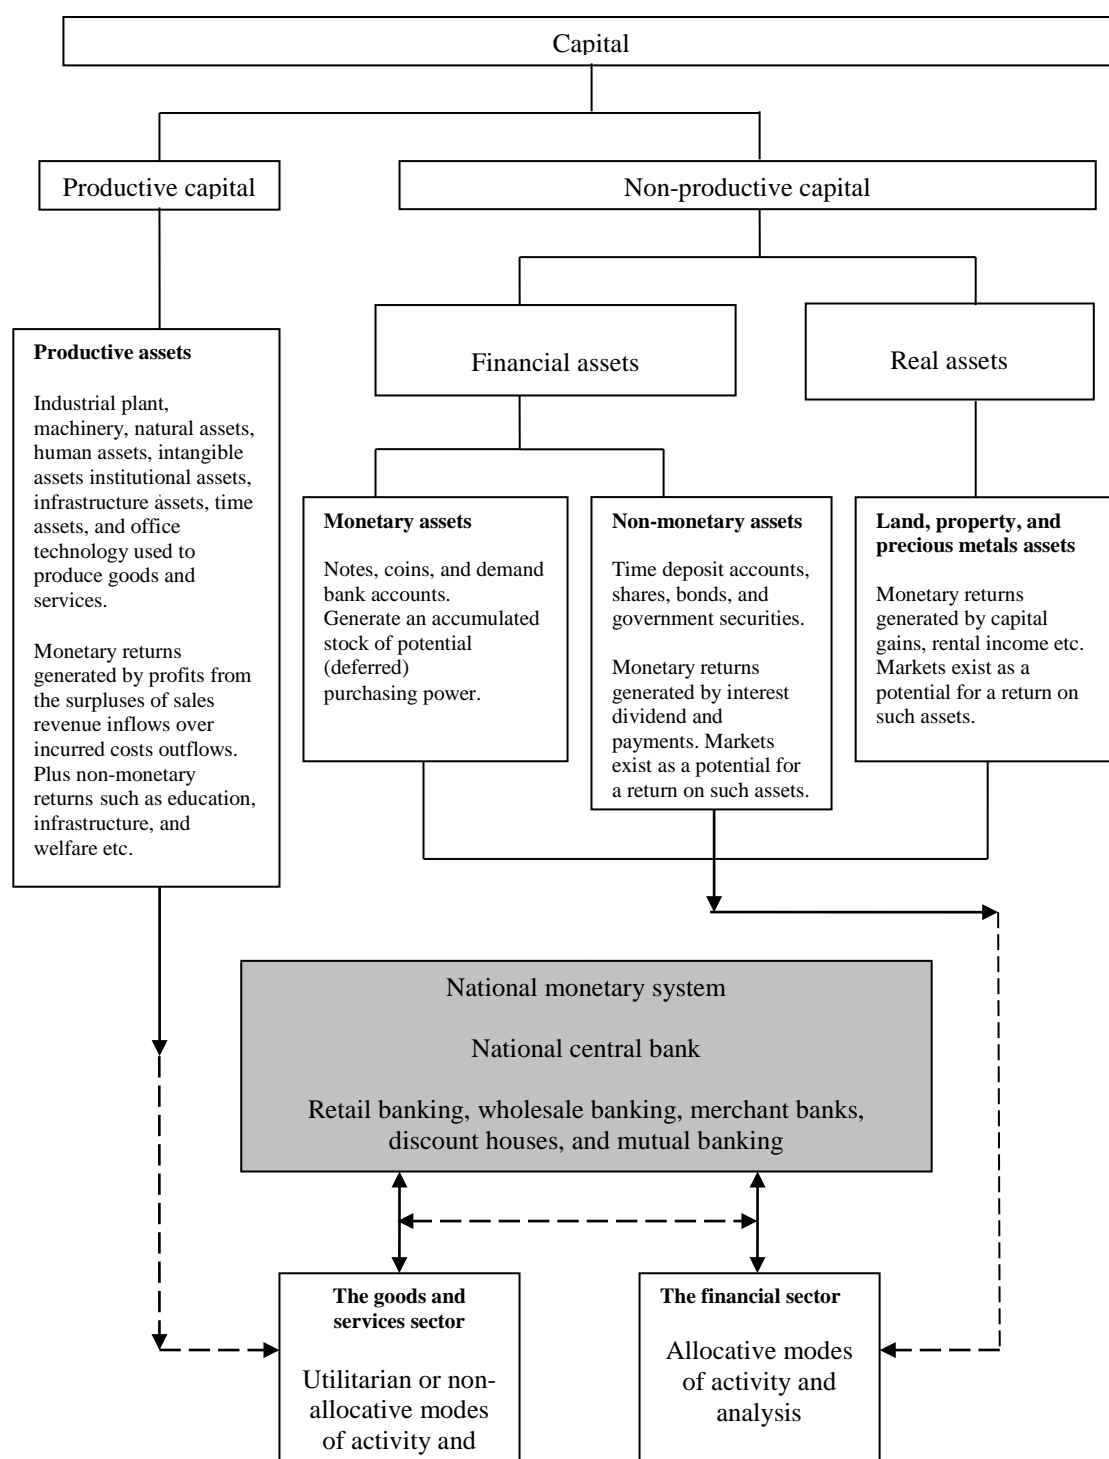 Capital
Productive capital
Non-productive capital
Financial assets
Real assets
Productive assets
Industrial plant,
machinery, natural assets,
human assets, intangible
assets institutional assets,
infrastructure assets, time
assets, and office
technology used to
produce goods and
services.
Monetary returns
generated by profits from
the surpluses of sales
revenue inflows over
incurred costs outflows.
Plus non-monetary
returns such as education,
infrastructure, and
welfare etc.
Monetary assets
Notes, coins, and demand
bank accounts.
Generate an accumulated
stock of potential
(deferred)
purchasing power.
Non-monetary assets
Time deposit accounts,
shares, bonds, and
government securities.
Monetary returns
generated by interest
dividend and
payments. Markets
exist as a potential for
a return on such assets.
Land, property, and
precious metals assets
Monetary returns
generated by capital
gains, rental income etc.
Markets exist as a
potential for a return on
such assets.
National monetary system
National central bank
Retail banking, wholesale banking, merchant banks,
discount houses, and mutual banking
The goods and
services sector
Utilitarian or non-
allocative modes
of activity and
The financial sector
Allocative modes
of activity and
analysis